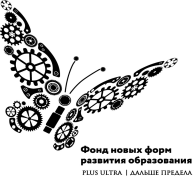 Фонд новых форм
развития образования
PLUS ULTRA | ДАЛЬШЕ ПРЕДЕЛА